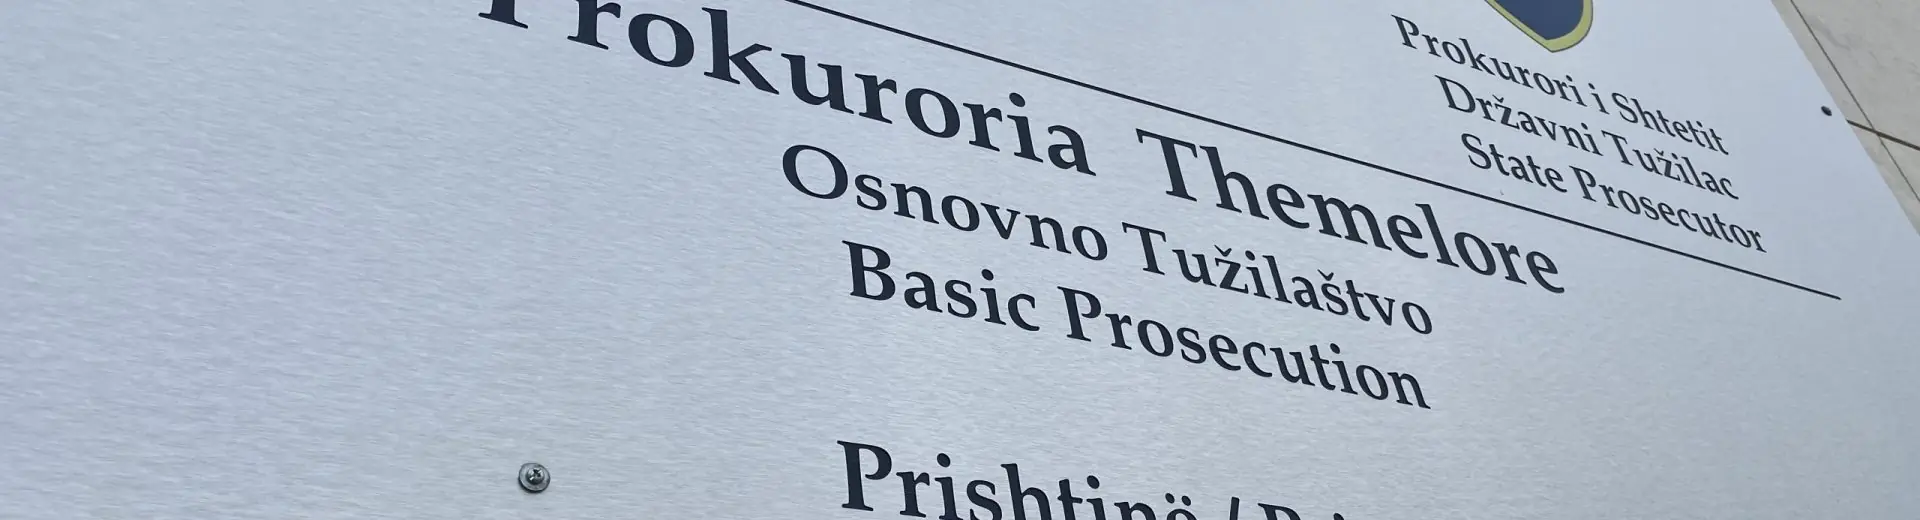 Prokurori i Shtetit
Državni Tužilac
State Prosecutor
Prokuroria Themelore
Osnovno Tužilaštvo
Basic Prosecution
Prishtinë /